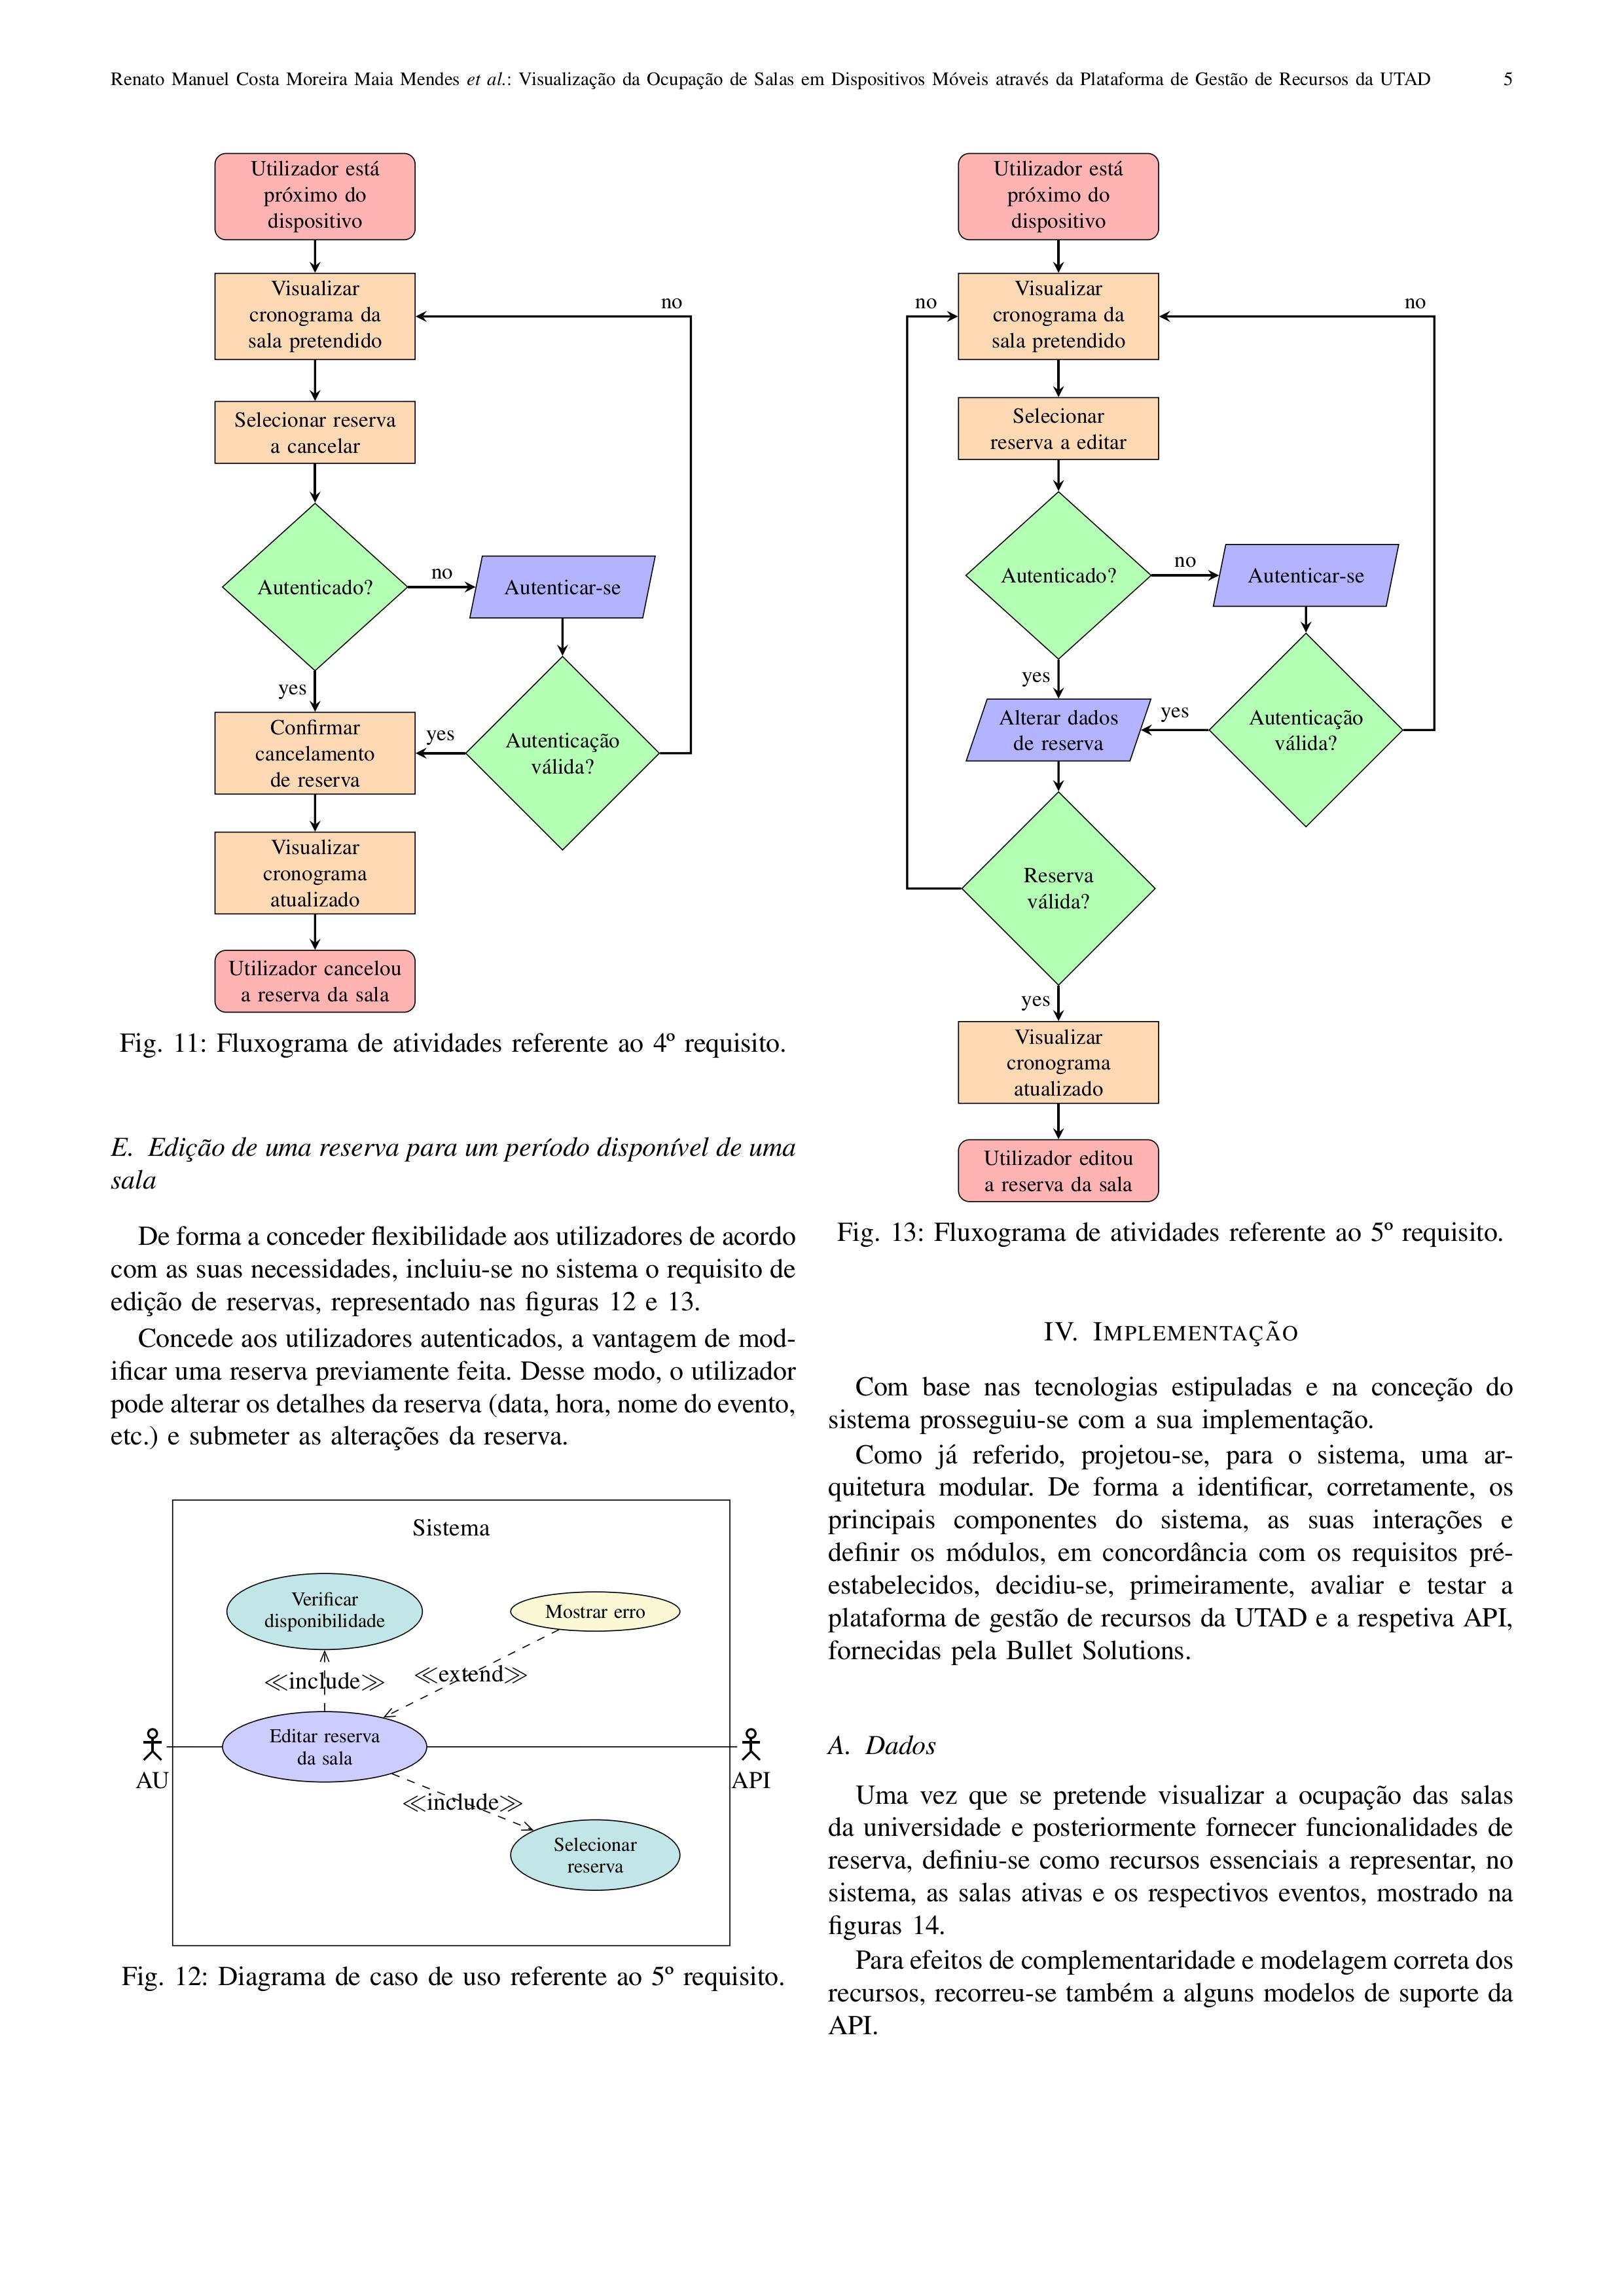 Renato Manuel Costa Moreira Maia Mendes et al.: Visualização da Ocupação de Salas em Dispositivos Móveis através da Plataforma de Gestão de Recursos da UTAD 5
Utilizador está
próximo do
dispositivo
Visualizar
cronograma da
sala pretendido
no
Selecionar reserva
a cancelar
Autenticado?
no
Autenticar-se
yes
Confirmar
cancelamento
de reserva
yes
Autenticação
válida?
Visualizar
cronograma
atualizado
Utilizador cancelou
a reserva da sala
Fig. 11: Fluxograma de atividades referente ao 4º requisito.
E. Edição de uma reserva para um período disponível de uma
sala
De forma a conceder flexibilidade aos utilizadores de acordo
com as suas necessidades, incluiu-se no sistema o requisito de
edição de reservas, representado nas figuras 12 e 13.
Concede aos utilizadores autenticados, a vantagem de mod-
ificar uma reserva previamente feita. Desse modo, o utilizador
pode alterar os detalhes da reserva (data, hora, nome do evento,
etc.) e submeter as alterações da reserva.
Sistema
Verificar
disponibilidade
Mostrar erro
≪include≫
≪extend≫
Editar reserva
da sala
AU
API
≪include≫
Selecionar
reserva
Fig. 12: Diagrama de caso de uso referente ao 5º requisito.
Utilizador está
próximo do
dispositivo
no
Visualizar
cronograma da
sala pretendido
no
Selecionar
reserva a editar
Autenticado?
no
Autenticar-se
yes
Alterar dados
de reserva
yes
Autenticação
válida?
Reserva
válida?
yes
Visualizar
cronograma
atualizado
Utilizador editou
a reserva da sala
Fig. 13: Fluxograma de atividades referente ao 5º requisito.
IV. IMPLEMENTAÇÃO
Com base nas tecnologias estipuladas e na conceção do
sistema prosseguiu-se com a sua implementação.
Como já referido, projetou-se, para o sistema, uma ar-
quitetura modular. De forma a identificar, corretamente, os
principais componentes do sistema, as suas interações e
definir os módulos, em concordância com os requisitos pré-
estabelecidos, decidiu-se, primeiramente, avaliar e testar a
plataforma de gestão de recursos da UTAD e a respetiva API,
fornecidas pela Bullet Solutions.
A. Dados
Uma vez que se pretende visualizar a ocupação das salas
da universidade e posteriormente fornecer funcionalidades de
reserva, definiu-se como recursos essenciais a representar, no
sistema, as salas ativas e os respectivos eventos, mostrado na
figuras 14.
Para efeitos de complementaridade e modelagem correta dos
recursos, recorreu-se também a alguns modelos de suporte da
API.